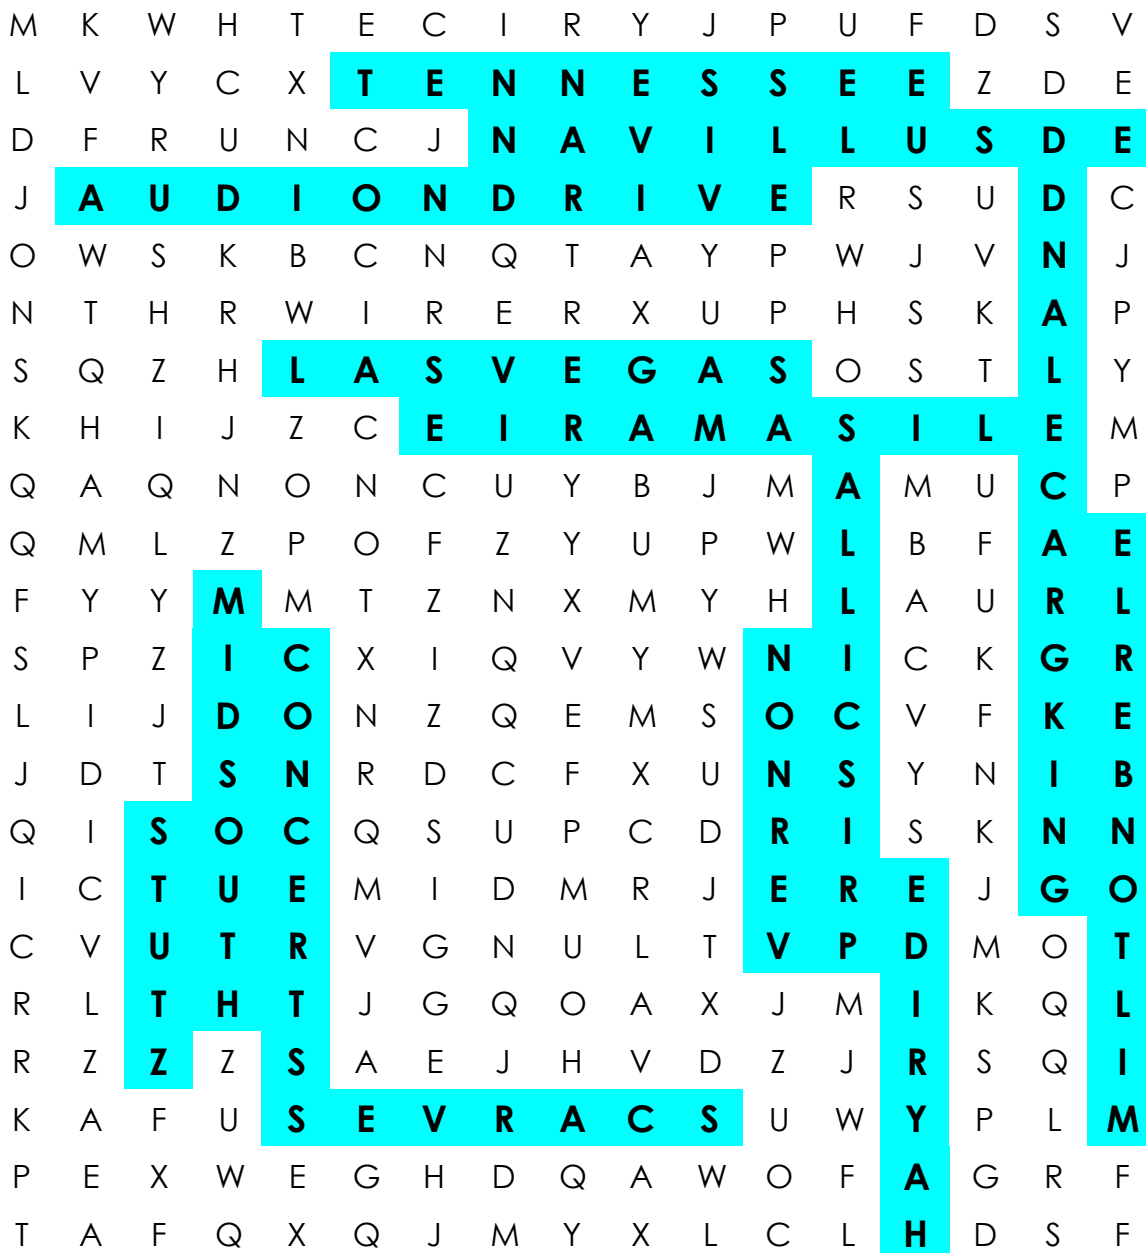 M K W H T E C I R Y J P U F D S V
L V Y C X T E N N E S S E E Z D E
D F R U N C J N A V I L L U S D E
J A U D I O N D R I V E R S U D C
O W S K B C N Q T A Y P W J V N J
N T H R W I R E R X U P H S K A P
S Q Z H L A S V E G A S O S T L Y
K H I J Z C E I R A M A S I L E M
Q A Q N O N C U Y B J M A M U C P
Q M L Z P O F Z Y U P W L B F A E
F Y Y M M T Z N X M Y H L A U R L
S P Z I C X I Q V Y W N I C K G R
L I J D O N Z Q E M S O C V F K E
J D T S N R D C F X U N S Y N I B
Q I S O C Q S U P C D R I S K N N
I C T U E M I D M R J E R E J G O
C V U T R V G N U L T V P D M O T
R L T H T J G Q O A X J M I K Q L
R Z Z Z S A E J H V D Z J R S Q I
K A F U S E V R A C S U W Y P L M
P E X W E G H D Q A W O F A G R F
T A F Q X Q J M Y X L C L H D S F